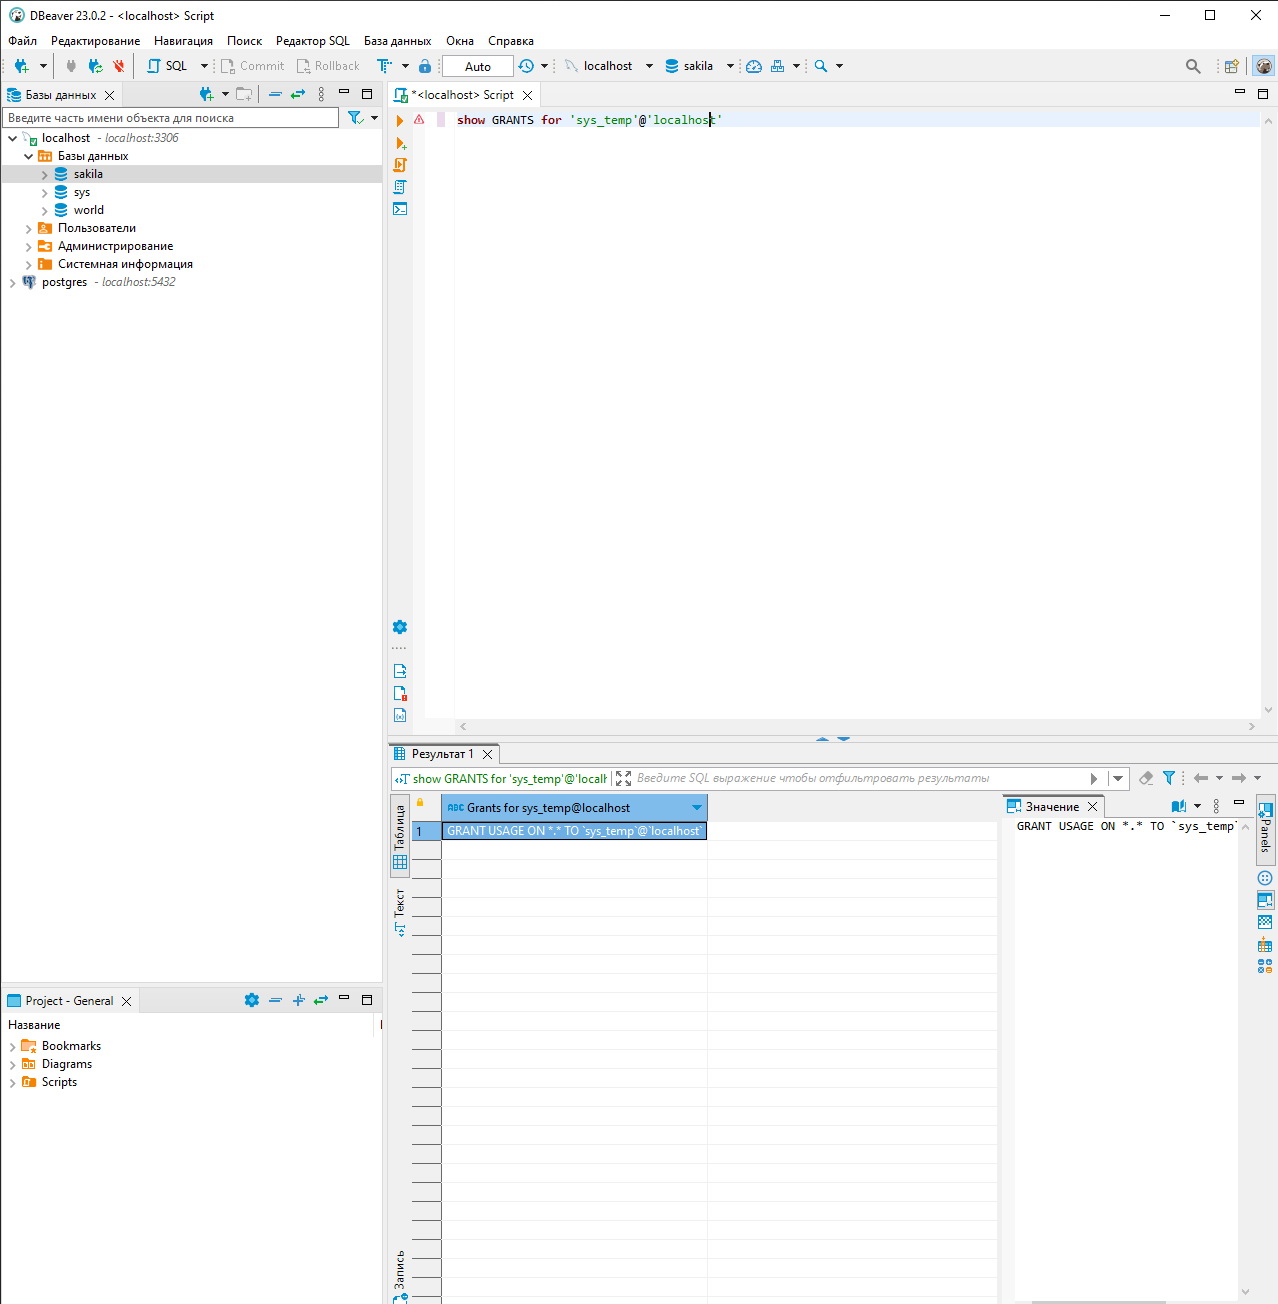 DBeaver 23.0.2 - <localhost> Script
Файл Редактирование Навигация Поиск Редактор SQL База данных Окна Справка
SQL Commit Rollback Auto localhost sakila
Базы данных
Введите часть имени объекта для поиска
localhost - localhost:3306
Базы данных
sakila
sys
world
Пользователи
Администрирование
Системная информация
postgres - localhost:5432
Project - General
Название
Bookmarks
Diagrams
Scripts
*<localhost> Script
show GRANTS for 'sys_temp'@'localhost'
Результат 1
show GRANTS for 'sys_temp'@'local Введите SQL выражение чтобы отфильтровать результаты
Таблица
Текст
Запись
ABC Grants for sys_temp@localhost
1 GRANT USAGE ON *.* TO `sys_temp`@`localhost`
Значение
GRANT USAGE ON *.* TO `sys_temp`
Panels